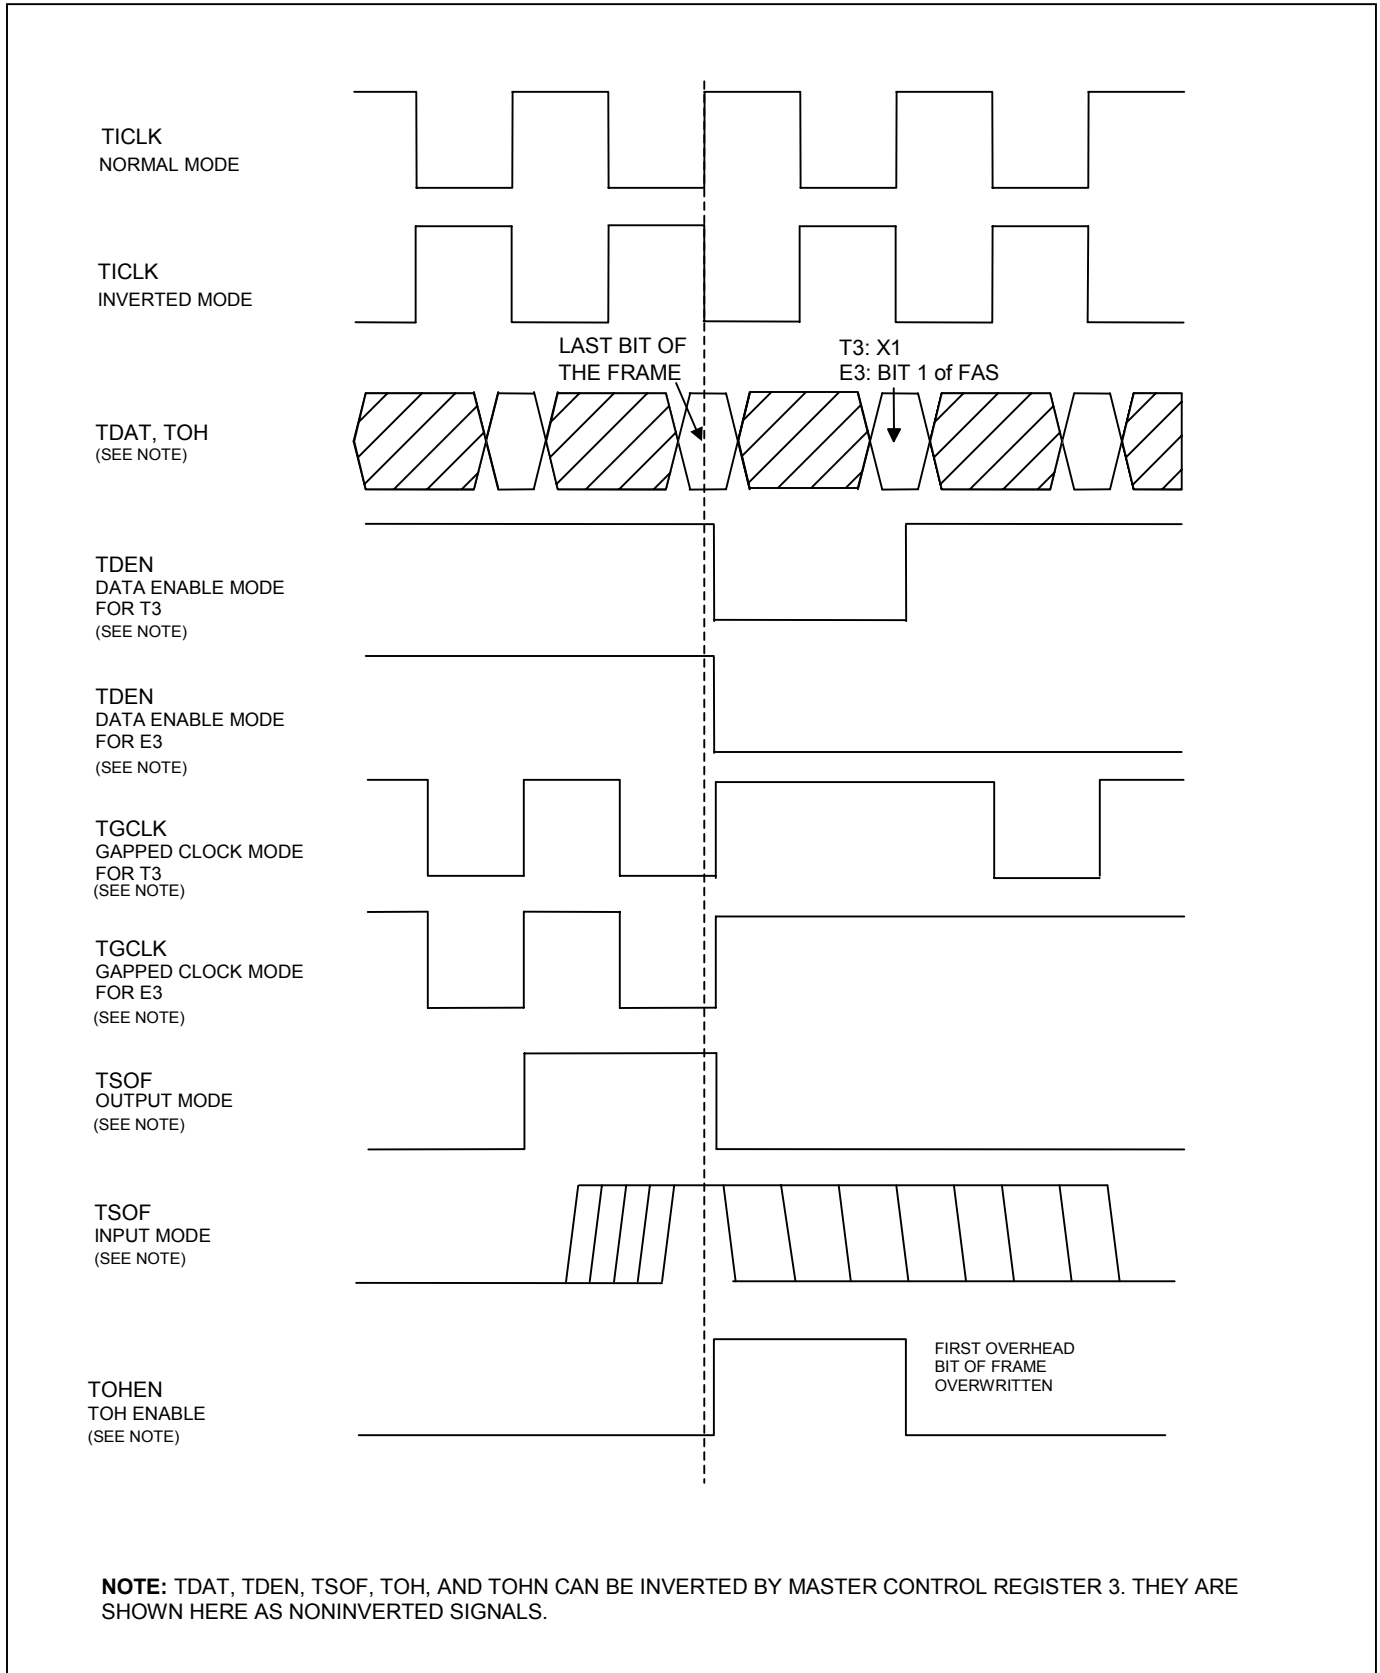 TICLK
NORMAL MODE
TICLK
INVERTED MODE
LAST BIT OF
THE FRAME
T3: X1
E3: BIT 1 of FAS
TDAT, TOH
(SEE NOTE)
TDEN
DATA ENABLE MODE
FOR T3
(SEE NOTE)
TDEN
DATA ENABLE MODE
FOR E3
(SEE NOTE)
TGCLK
GAPPED CLOCK MODE
FOR T3
(SEE NOTE)
TGCLK
GAPPED CLOCK MODE
FOR E3
(SEE NOTE)
TSOF
OUTPUT MODE
(SEE NOTE)
TSOF
INPUT MODE
(SEE NOTE)
FIRST OVERHEAD
BIT OF FRAME
OVERWRITTEN
TOHEN
TOH ENABLE
(SEE NOTE)
NOTE: TDAT, TDEN, TSOF, TOH, AND TOHN CAN BE INVERTED BY MASTER CONTROL REGISTER 3. THEY ARE
SHOWN HERE AS NONINVERTED SIGNALS.